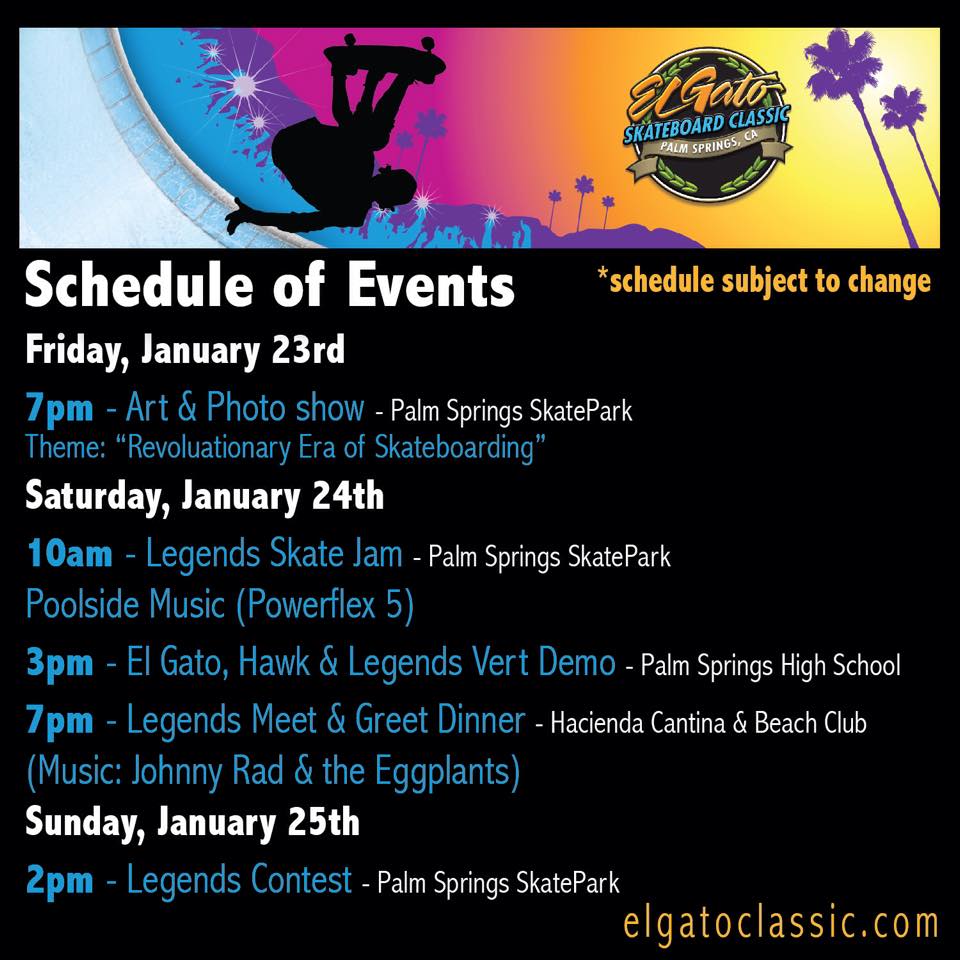 El Gato
SKATEBOARD CLASSIC
PALM SPRINGS, CA
Schedule of Events
*schedule subject to change
Friday, January 23rd
7pm - Art & Photo show - Palm Springs SkatePark
Theme: “Revoluationary Era of Skateboarding”
Saturday, January 24th
10am - Legends Skate Jam - Palm Springs SkatePark
Poolside Music (Powerflex 5)
3pm - El Gato, Hawk & Legends Vert Demo - Palm Springs High School
7pm - Legends Meet & Greet Dinner - Hacienda Cantina & Beach Club
(Music: Johnny Rad & the Eggplants)
Sunday, January 25th
2pm - Legends Contest - Palm Springs SkatePark
elgatoclassic.com